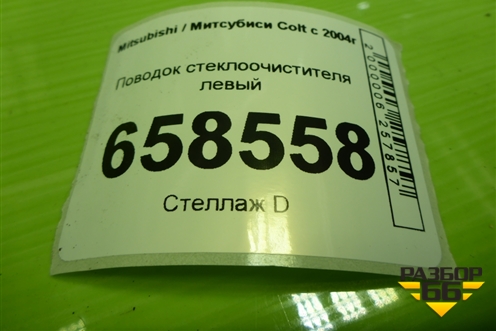 Mitsubishi / Митсубиси Colt с 2004г
Поводок стеклоочистителя
левый
658558
Стеллаж D
2000006257857
РАЗБОР
66